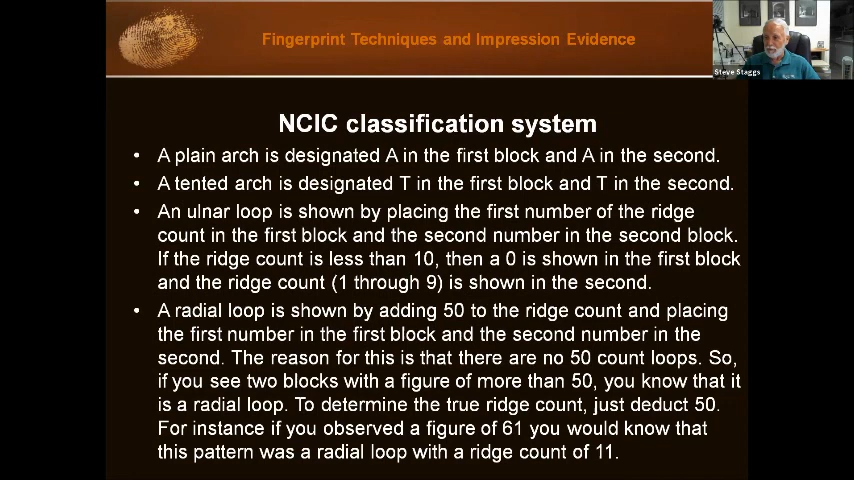 Fingerprint Techniques and Impression Evidence
Steve Staggs
NCIC classification system
• A plain arch is designated A in the first block and A in the second.
• A tented arch is designated T in the first block and T in the second.
• An ulnar loop is shown by placing the first number of the ridge
count in the first block and the second number in the second block.
If the ridge count is less than 10, then a 0 is shown in the first block
and the ridge count (1 through 9) is shown in the second.
• A radial loop is shown by adding 50 to the ridge count and placing
the first number in the first block and the second number in the
second. The reason for this is that there are no 50 count loops. So,
if you see two blocks with a figure of more than 50, you know that it
is a radial loop. To determine the true ridge count, just deduct 50.
For instance if you observed a figure of 61 you would know that
this pattern was a radial loop with a ridge count of 11.